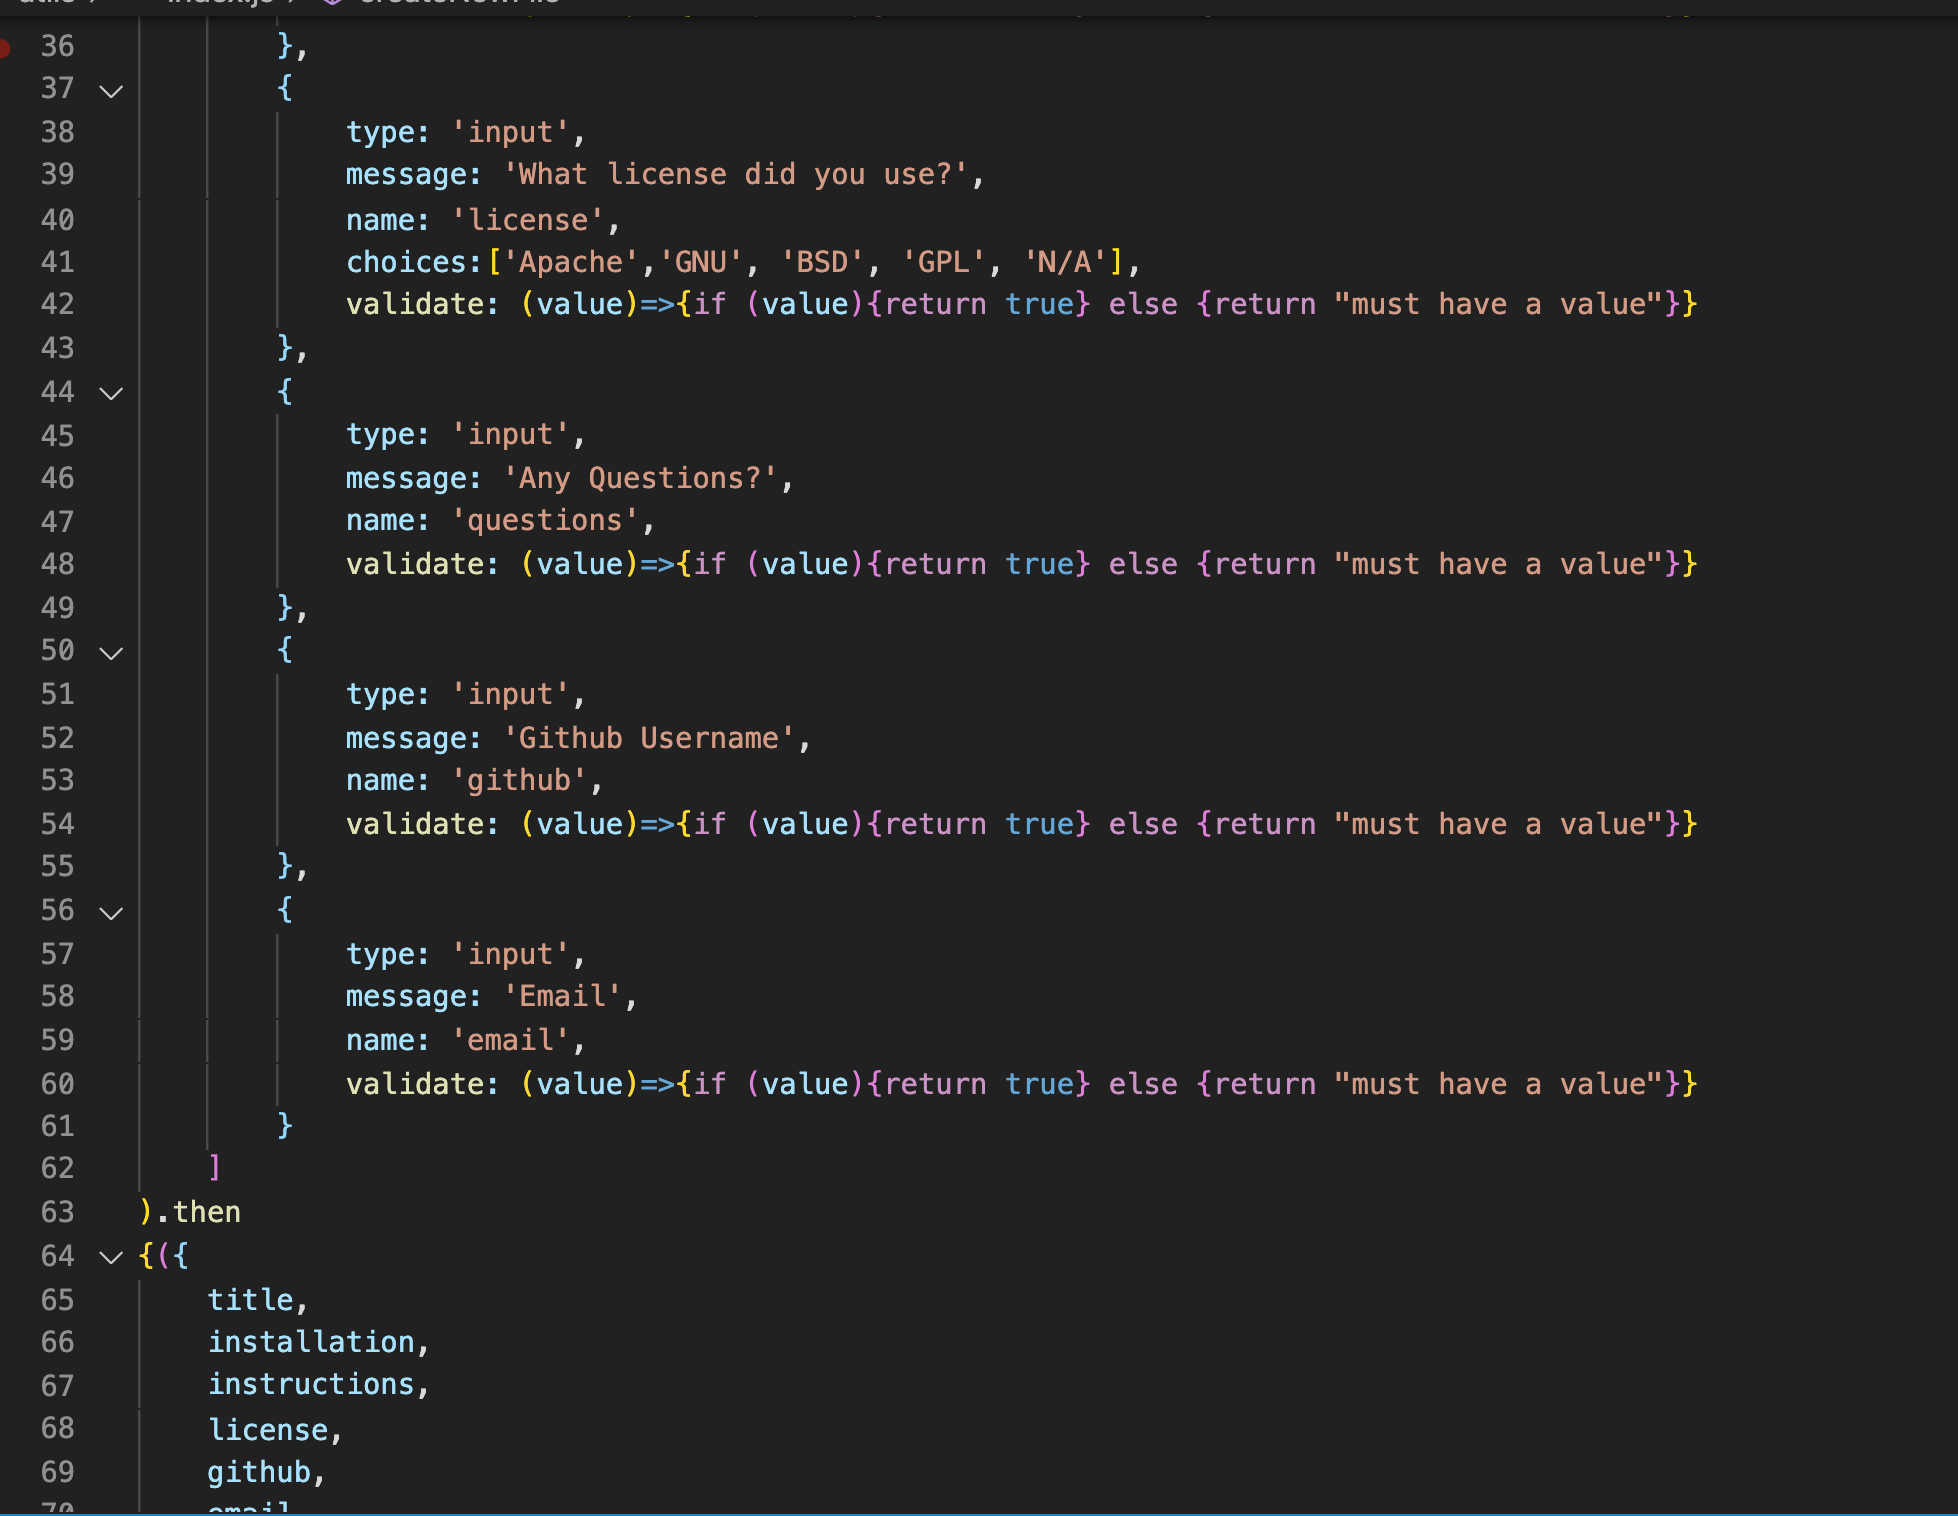 36 },
37 {
38 type: 'input',
39 message: 'What license did you use?',
40 name: 'license',
41 choices:['Apache','GNU', 'BSD', 'GPL', 'N/A'],
42 validate: (value)=>{if (value){return true} else {return "must have a value"}}
43 },
44 {
45 type: 'input',
46 message: 'Any Questions?',
47 name: 'questions',
48 validate: (value)=>{if (value){return true} else {return "must have a value"}}
49 },
50 {
51 type: 'input',
52 message: 'Github Username',
53 name: 'github',
54 validate: (value)=>{if (value){return true} else {return "must have a value"}}
55 },
56 {
57 type: 'input',
58 message: 'Email',
59 name: 'email',
60 validate: (value)=>{if (value){return true} else {return "must have a value"}}
61 }
62 ]
63 ).then
64 {({
65 title,
66 installation,
67 instructions,
68 license,
69 github,
70 email